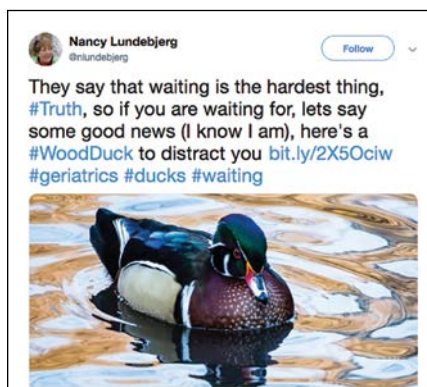 Nancy Lundebjerg
@nlundebjerg
Follow
They say that waiting is the hardest thing,
#Truth, so if you are waiting for, lets say
some good news (I know I am), here's a
#WoodDuck to distract you bit.ly/2X5Ociw
#geriatrics #ducks #waiting